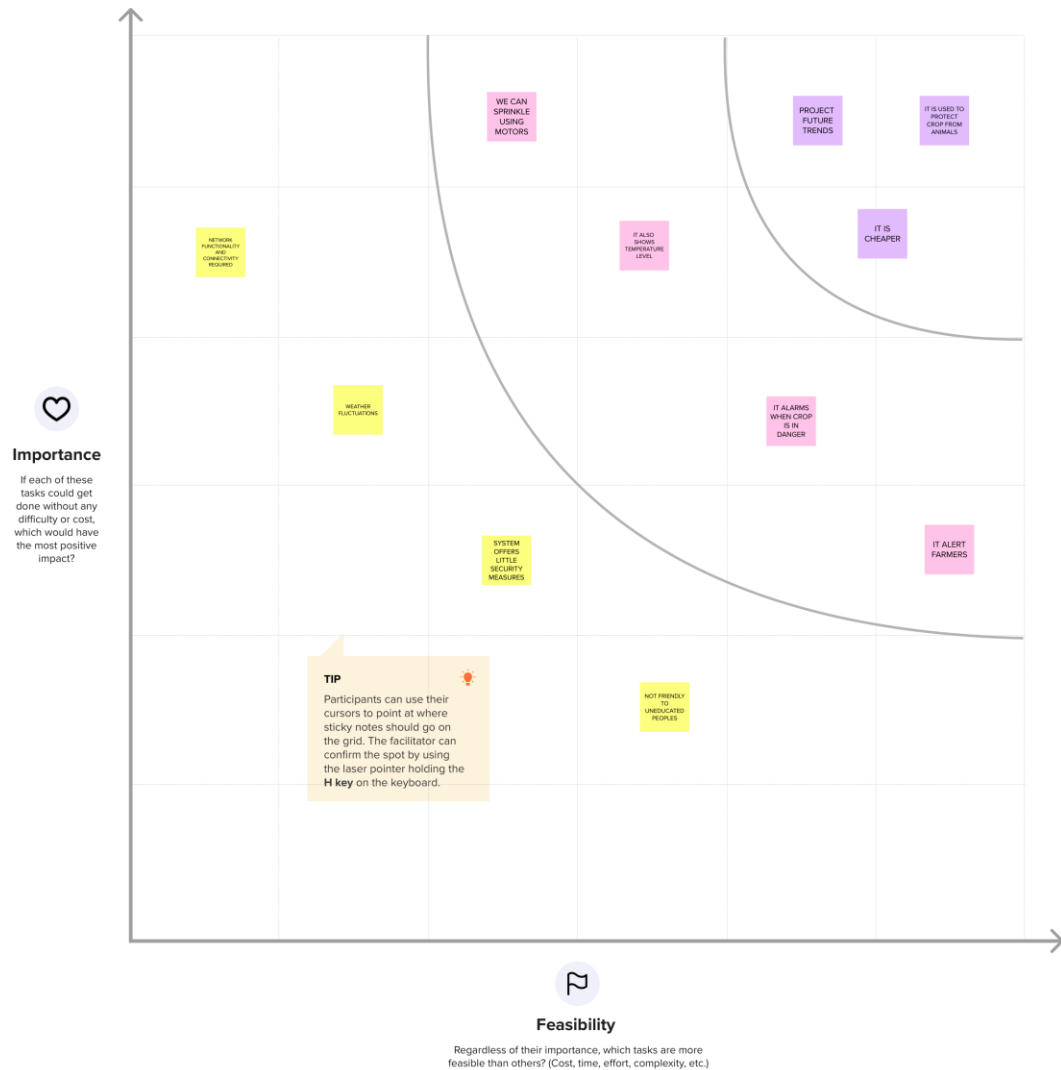 WE CAN
SPRINKLE
USING
MOTORS
PROJECT
FUTURE
TRENDS
IT IS USED TO
PROTECT
CROP FROM
ANIMALS
NETWORK
FUNCTIONALITY
AND
CONNECTIVITY
REQUIRED
IT ALSO
SHOWS
TEMPERATURE
LEVEL
IT IS
CHEAPER
WEATHER
FLUCTUATIONS
IT ALARMS
WHEN CROP
IS IN
DANGER
Importance
If each of these
tasks could get
done without any
difficulty or cost,
which would have
the most positive
impact?
SYSTEM
OFFERS
LITTLE
SECURITY
MEASURES
IT ALERT
FARMERS
TIP
Participants can use their
cursors to point at where
sticky notes should go on
the grid. The facilitator can
confirm the spot by using
the laser pointer holding the
H key on the keyboard.
NOT FRIENDLY
TO
UNEDUCATED
PEOPLES
Feasibility
Regardless of their importance, which tasks are more
feasible than others? (Cost, time, effort, complexity, etc.)